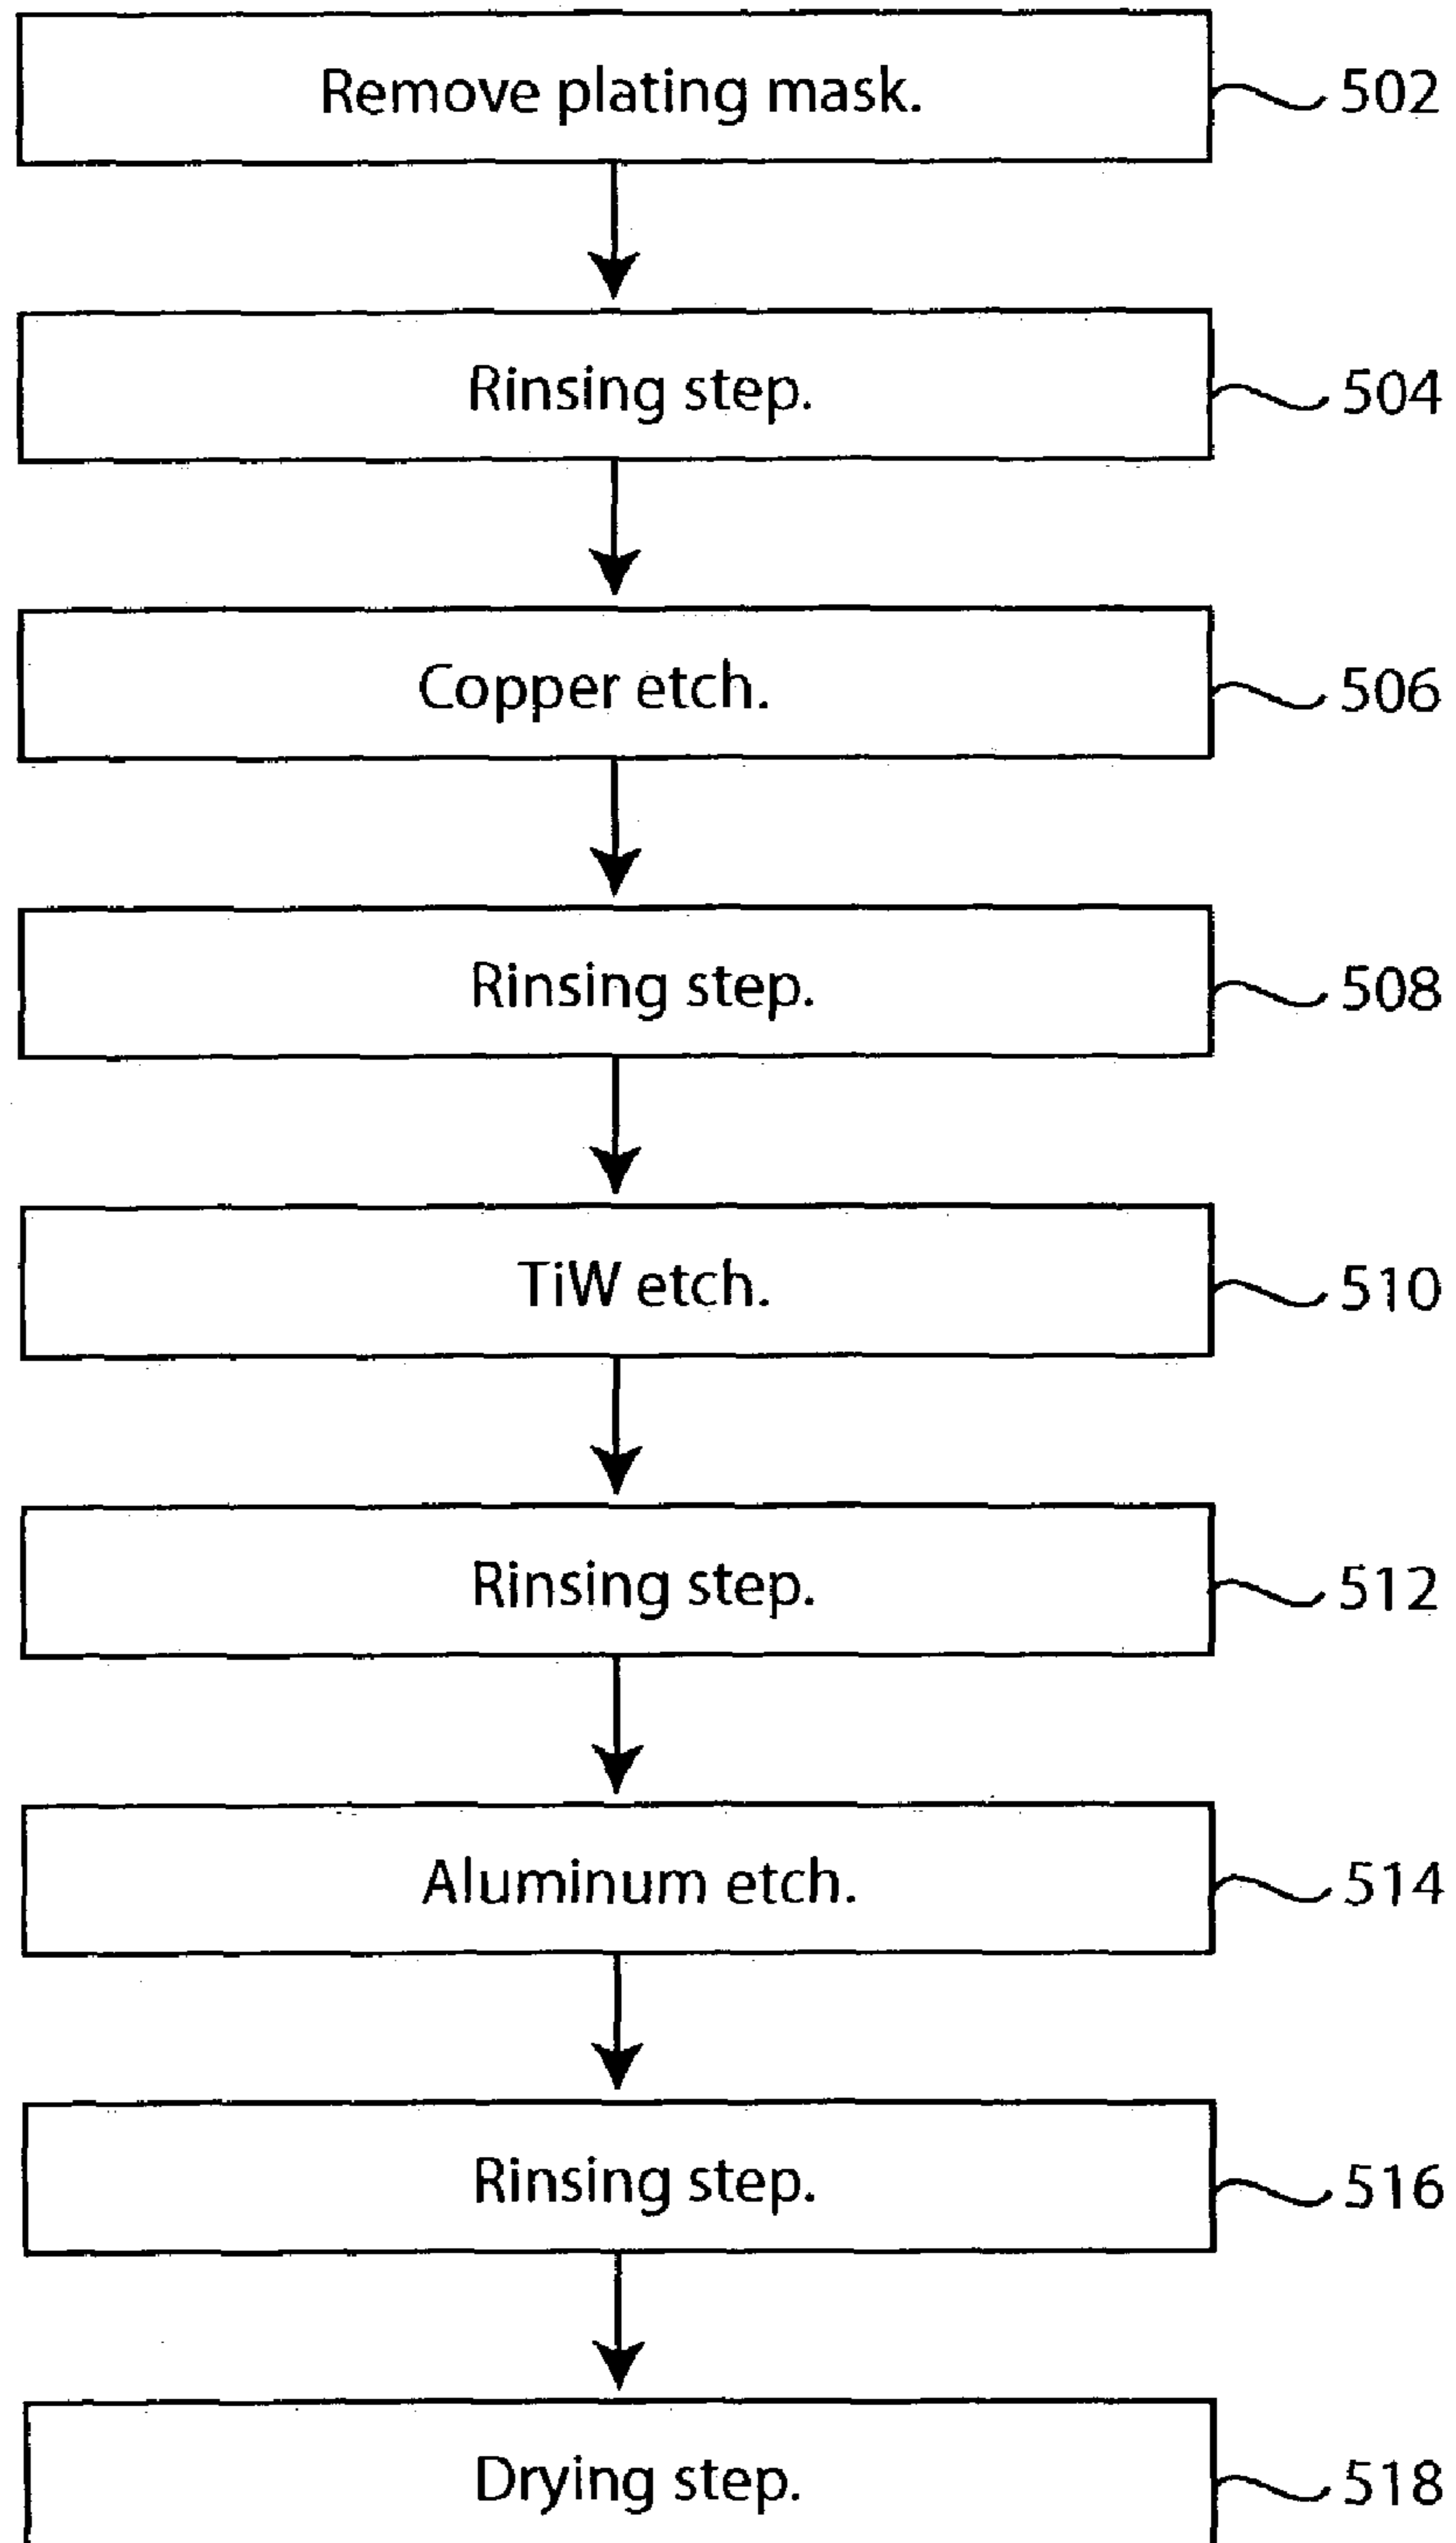 Remove plating mask. 502
Rinsing step. 504
Copper etch. 506
Rinsing step. 508
TiW etch. 510
Rinsing step. 512
Aluminum etch. 514
Rinsing step. 516
Drying step. 518